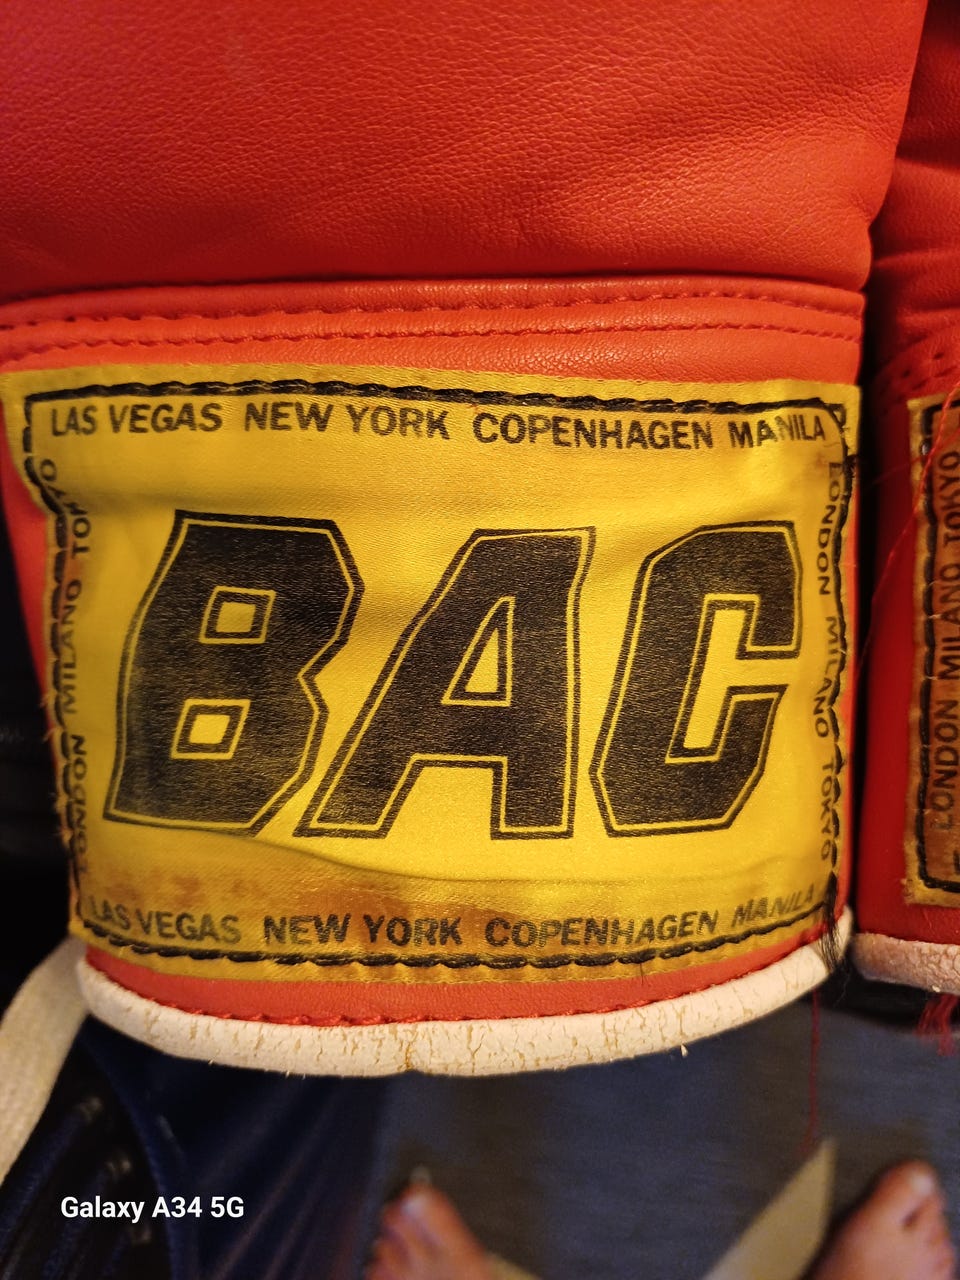 LAS VEGAS NEW YORK COPENHAGEN MANILA
LONDON MILANO TOKYO
BAC
LONDON MILANO TOKYO
LAS VEGAS NEW YORK COPENHAGEN MANILA
LONDON MILANO TOKYO
Galaxy A34 5G